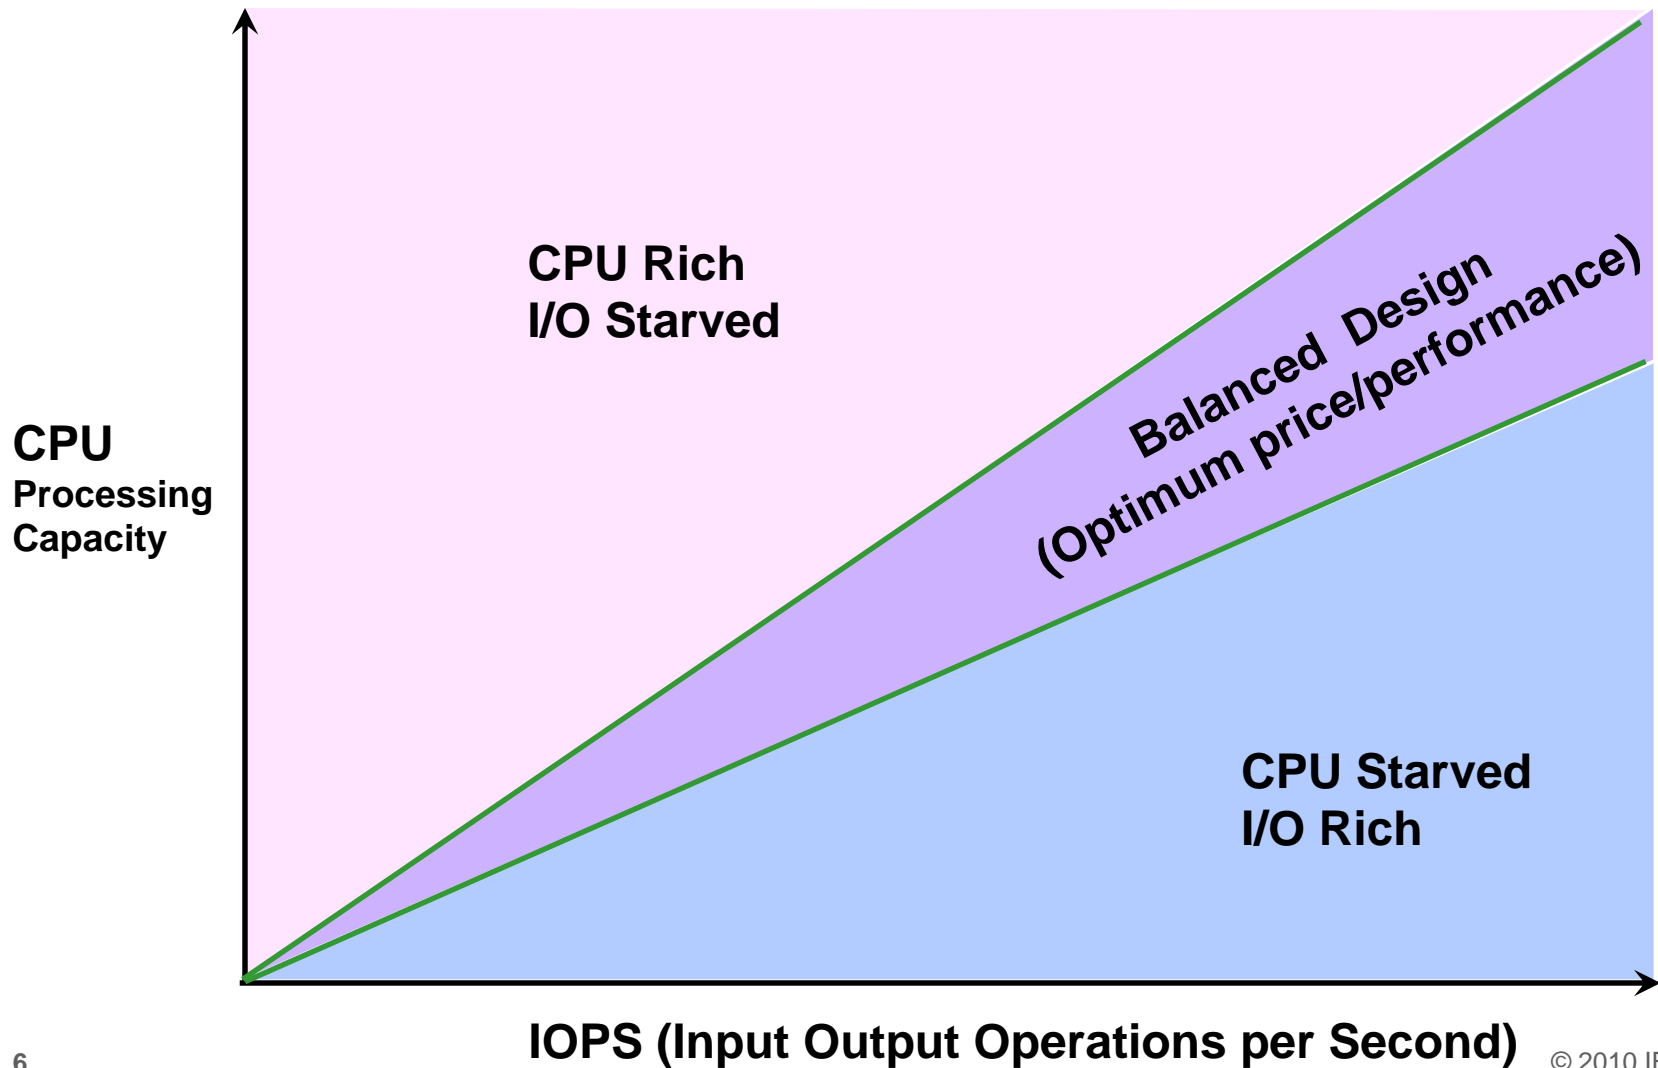 CPU Rich
I/O Starved
Balanced Design
(Optimum price/performance)
CPU
Processing
Capacity
CPU Starved
I/O Rich
IOPS (Input Output Operations per Second)
6
© 2010